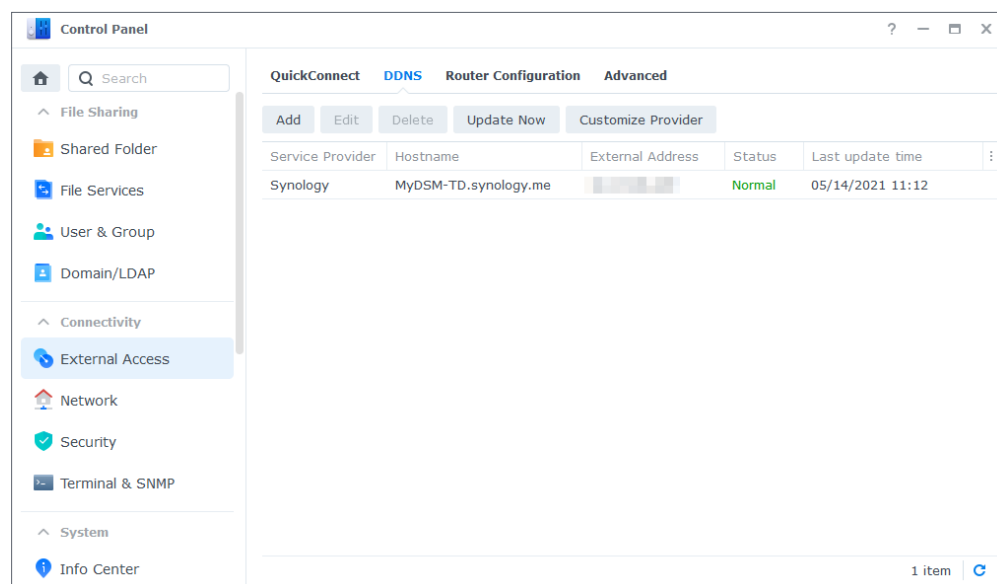 Control Panel
?
Search
File Sharing
Shared Folder
File Services
User & Group
Domain/LDAP
Connectivity
External Access
Network
Security
Terminal & SNMP
System
Info Center
QuickConnect DDNS Router Configuration Advanced
Add Edit Delete Update Now Customize Provider
Service Provider Hostname External Address Status Last update time
Synology MyDSM-TD.synology.me Normal 05/14/2021 11:12
1 item